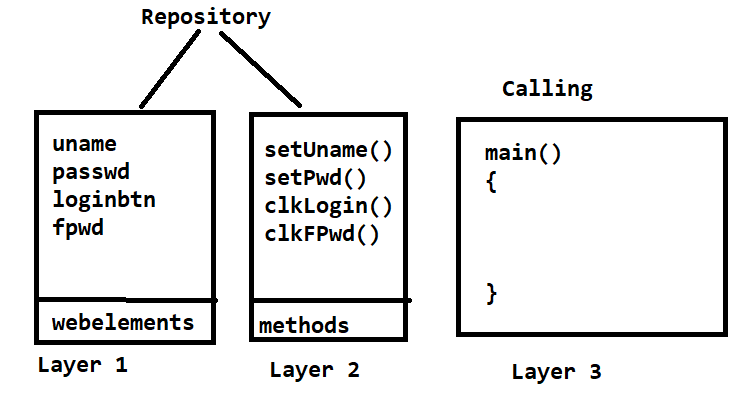 Repository
uname
passwd
loginbtn
fpwd
webelements
Layer 1
setUname()
setPwd()
clkLogin()
clkFPwd()
methods
Layer 2
Calling
main()
{
}
Layer 3